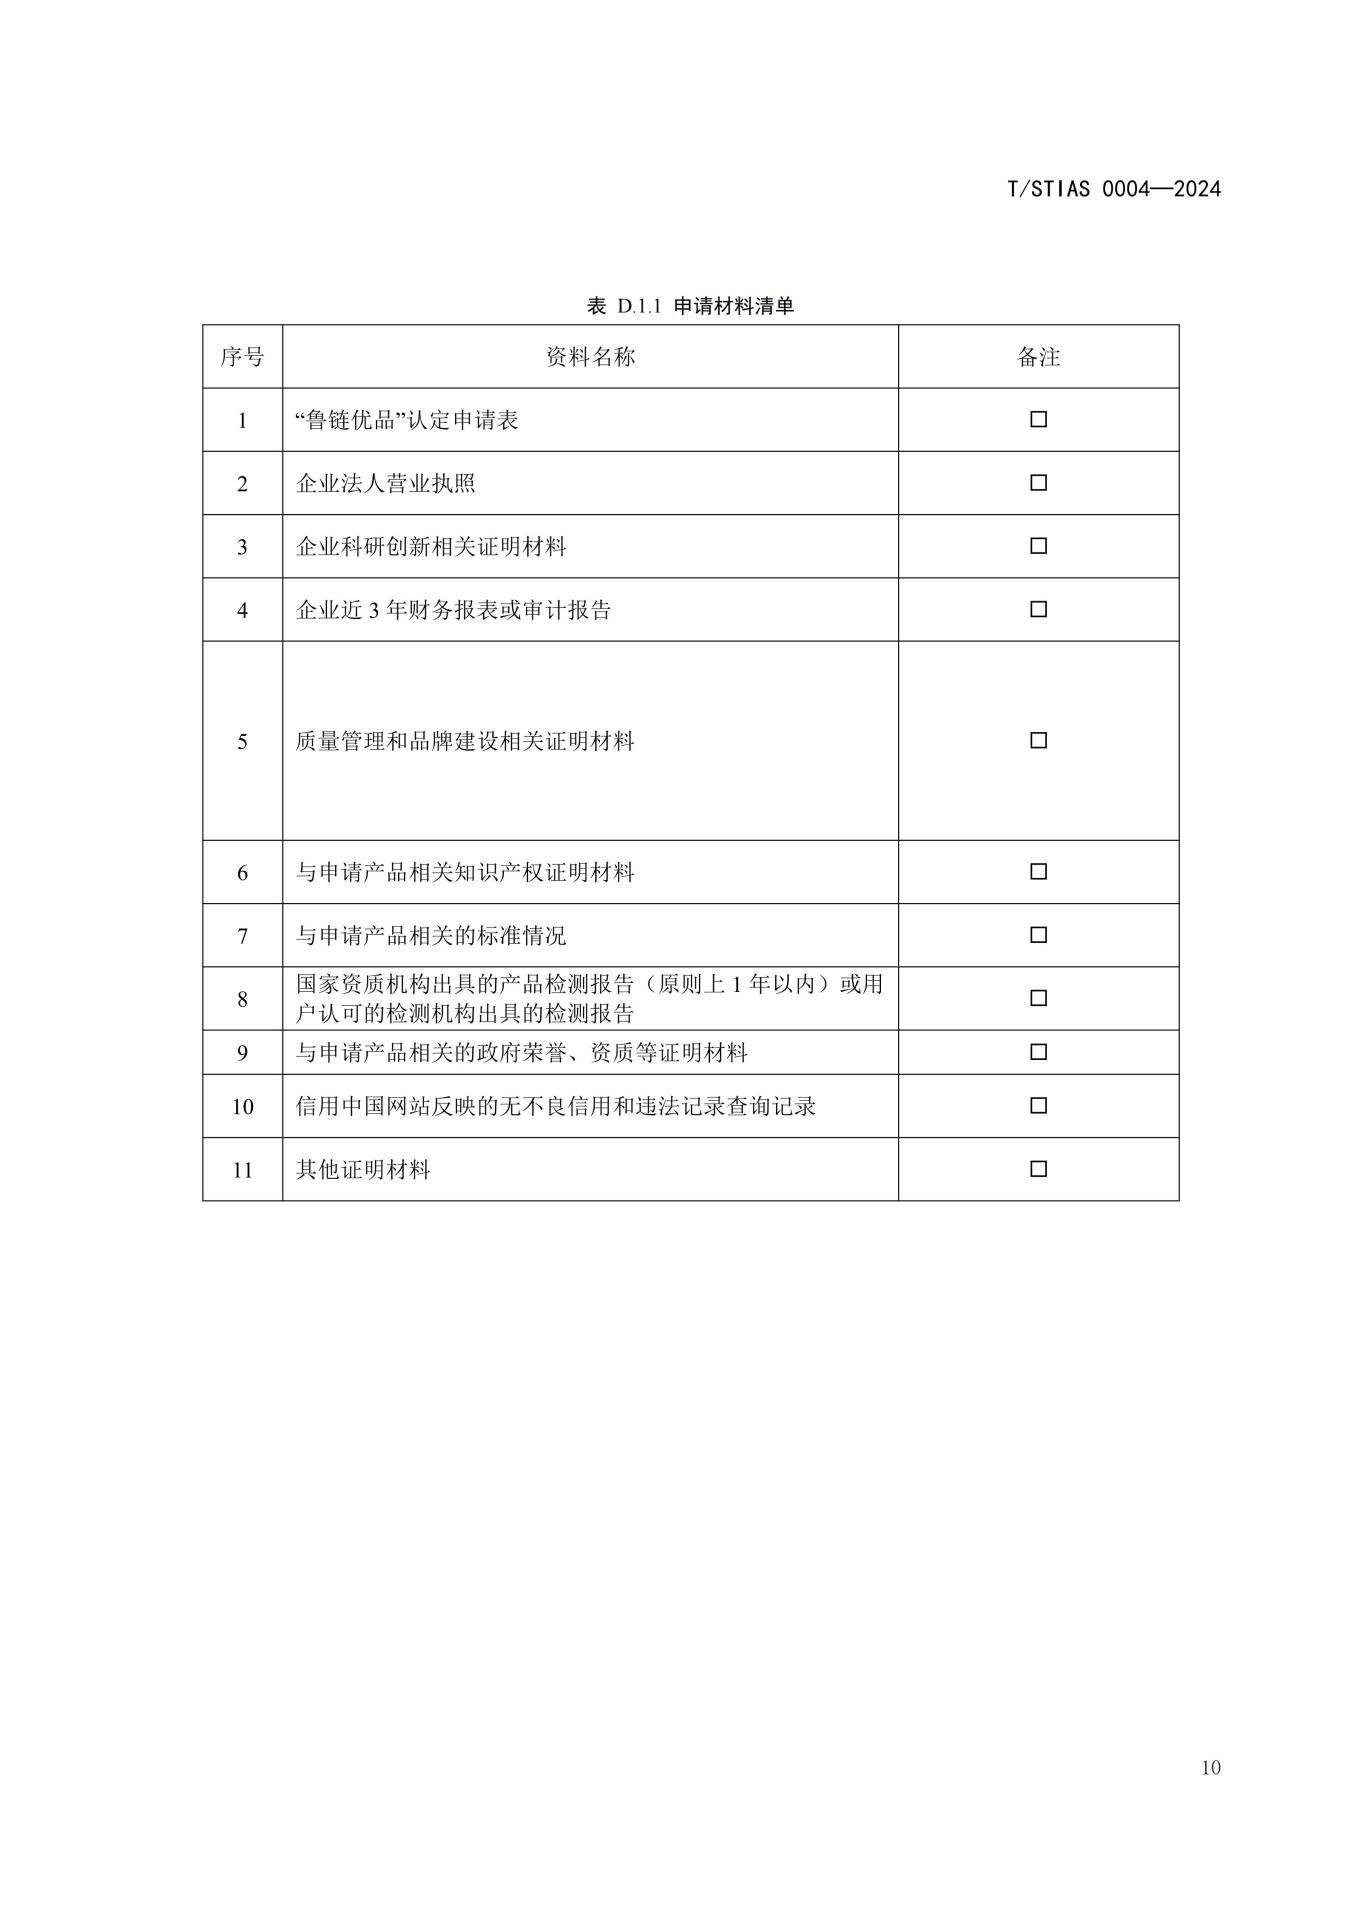 T/STIAS 0004—2024
表 D.1.1 申请材料清单
序号 资料名称 备注
1 “鲁链优品”认定申请表 □
2 企业法人营业执照 □
3 企业科研创新相关证明材料 □
4 企业近 3 年财务报表或审计报告 □
5 质量管理和品牌建设相关证明材料 □
6 与申请产品相关知识产权证明材料 □
7 与申请产品相关的标准情况 □
8 国家资质机构出具的产品检测报告（原则上 1 年以内）或用
户认可的检测机构出具的检测报告 □
9 与申请产品相关的政府荣誉、资质等证明材料 □
10 信用中国网站反映的无不良信用和违法记录查询记录 □
11 其他证明材料 □
10